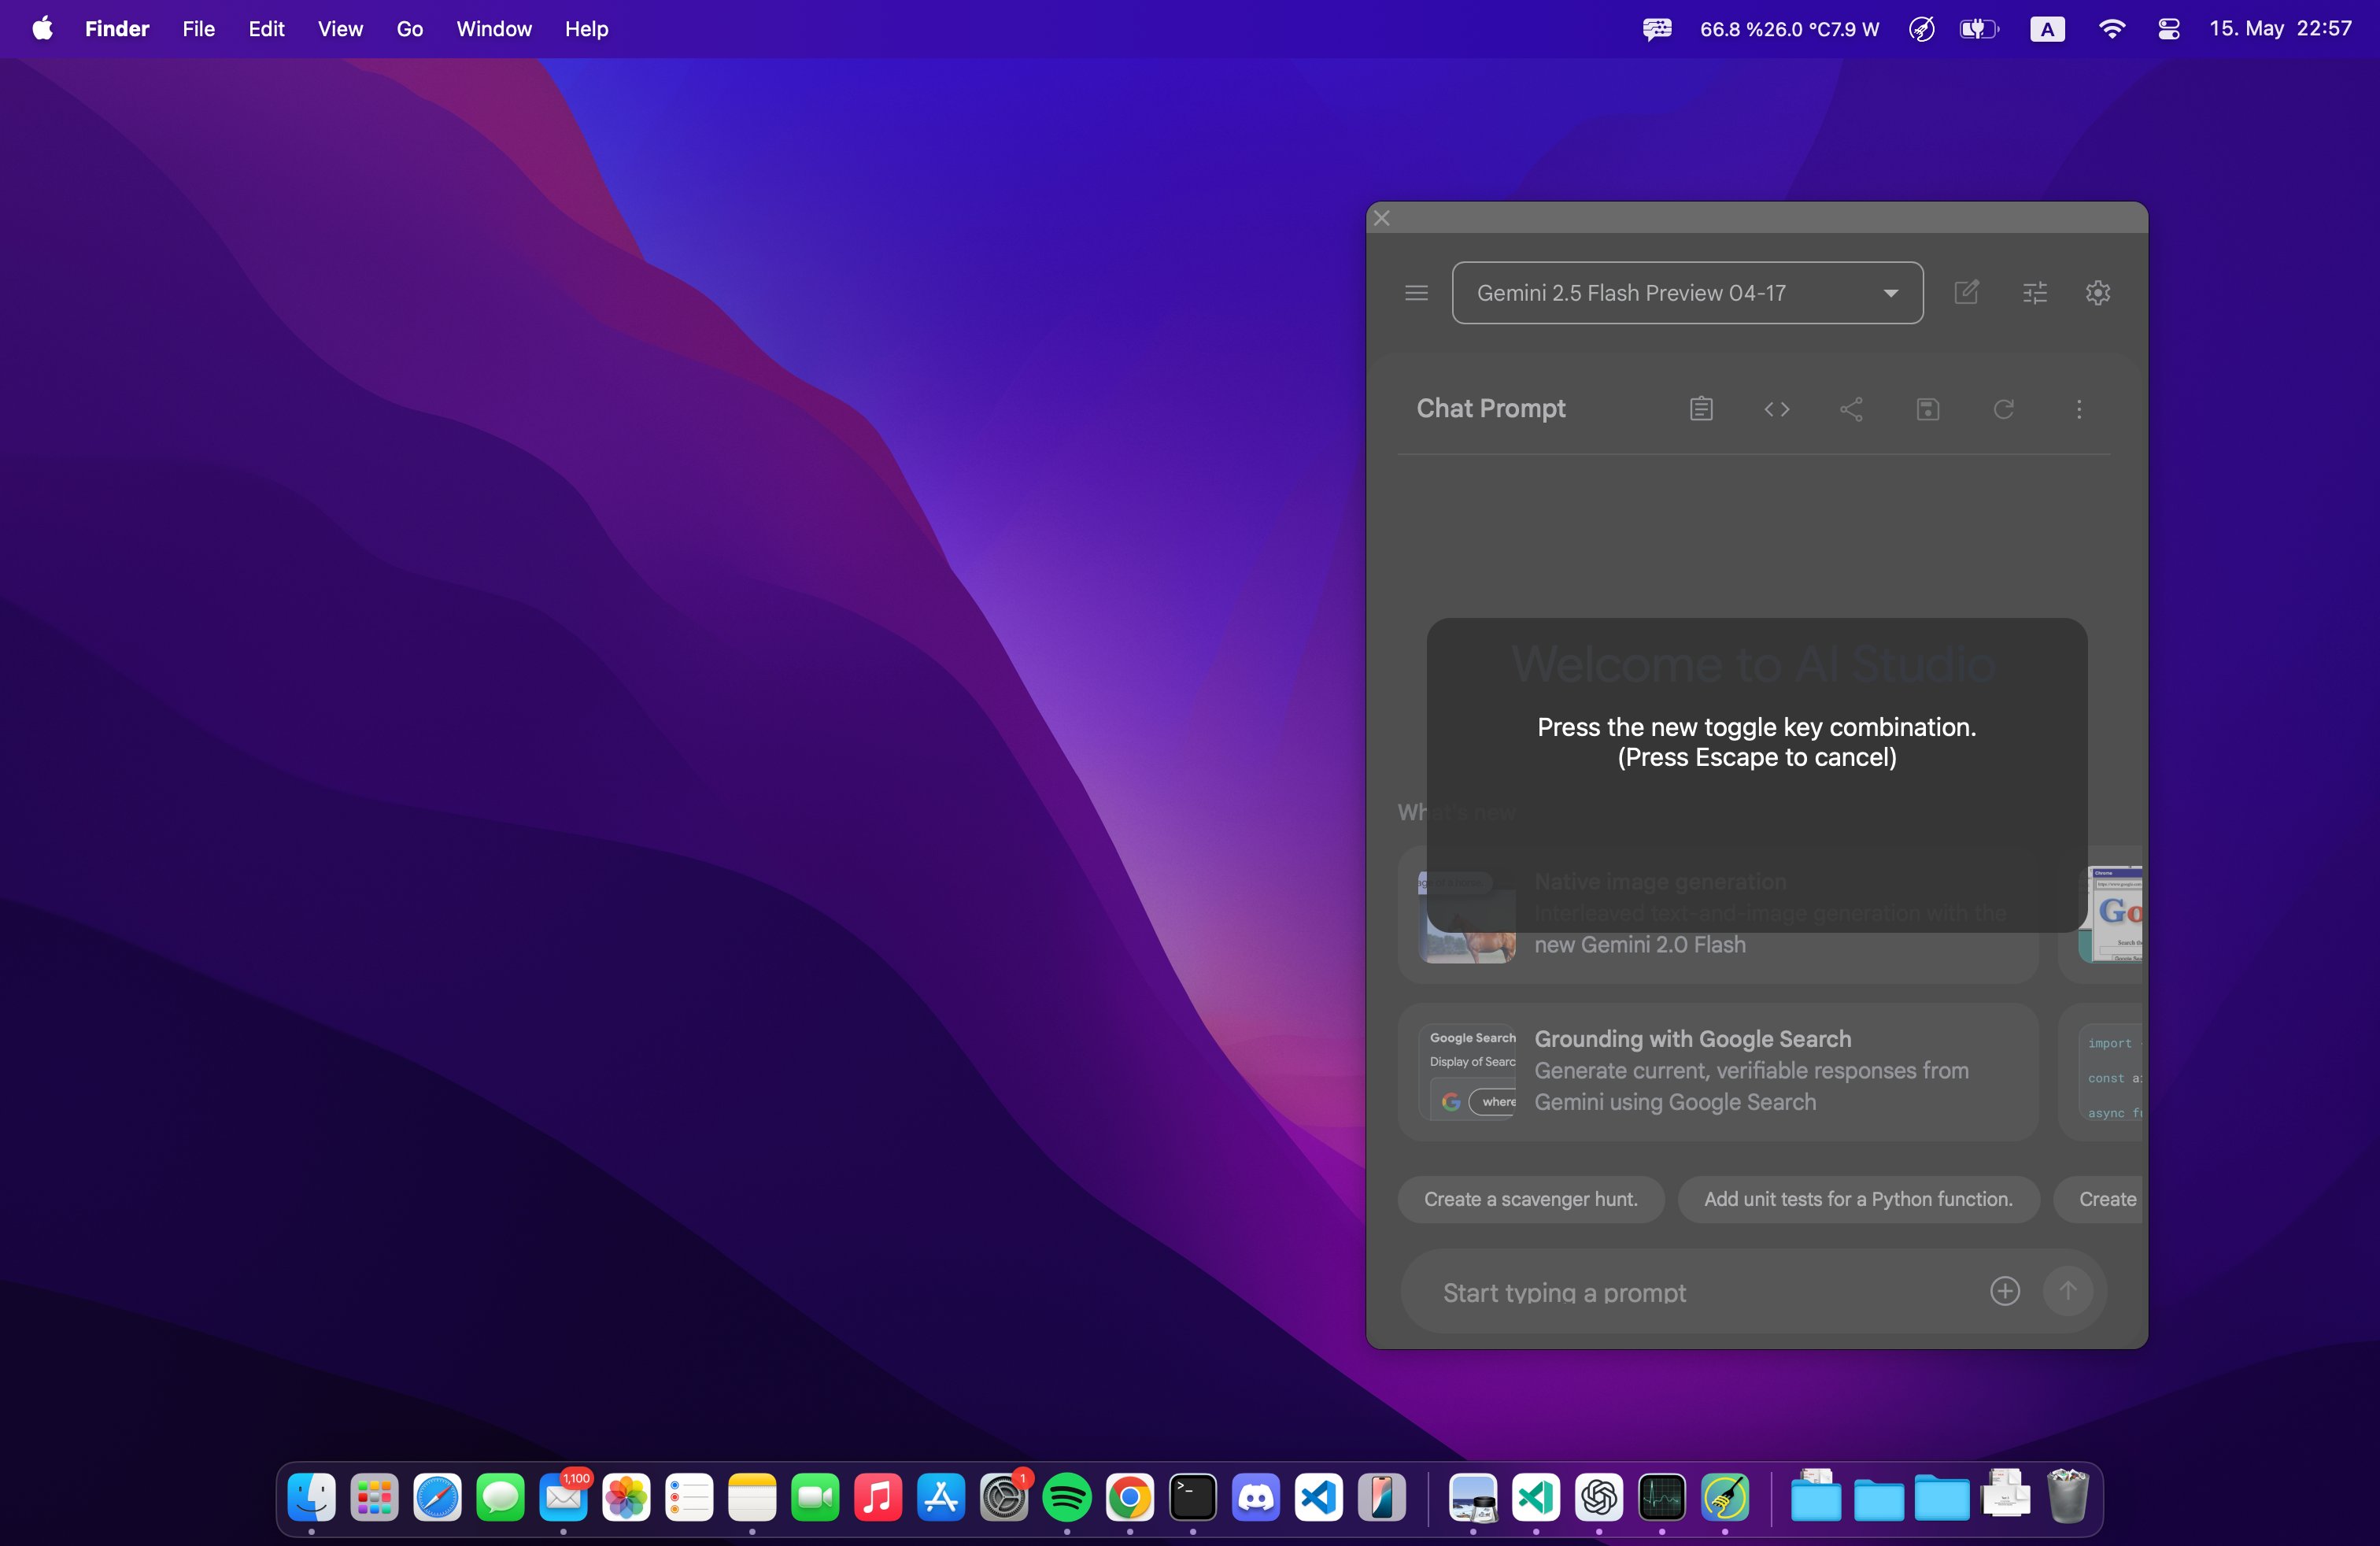 Finder File Edit View Go Window Help 66.8 %26.0 °C7.9 W A 15. May 22:57
Gemini 2.5 Flash Preview 04-17
Chat Prompt
Welcome to AI Studio
Press the new toggle key combination.
(Press Escape to cancel)
What's new
Native image generation
Interleaved text-and-image generation with the
new Gemini 2.0 Flash
Chrome
Go
Search the
Google Search
Display of Searc
where
Grounding with Google Search
Generate current, verifiable responses from
Gemini using Google Search
import
const ai
async f
Create a scavenger hunt. Add unit tests for a Python function. Create
Start typing a prompt
1,100
1
>_